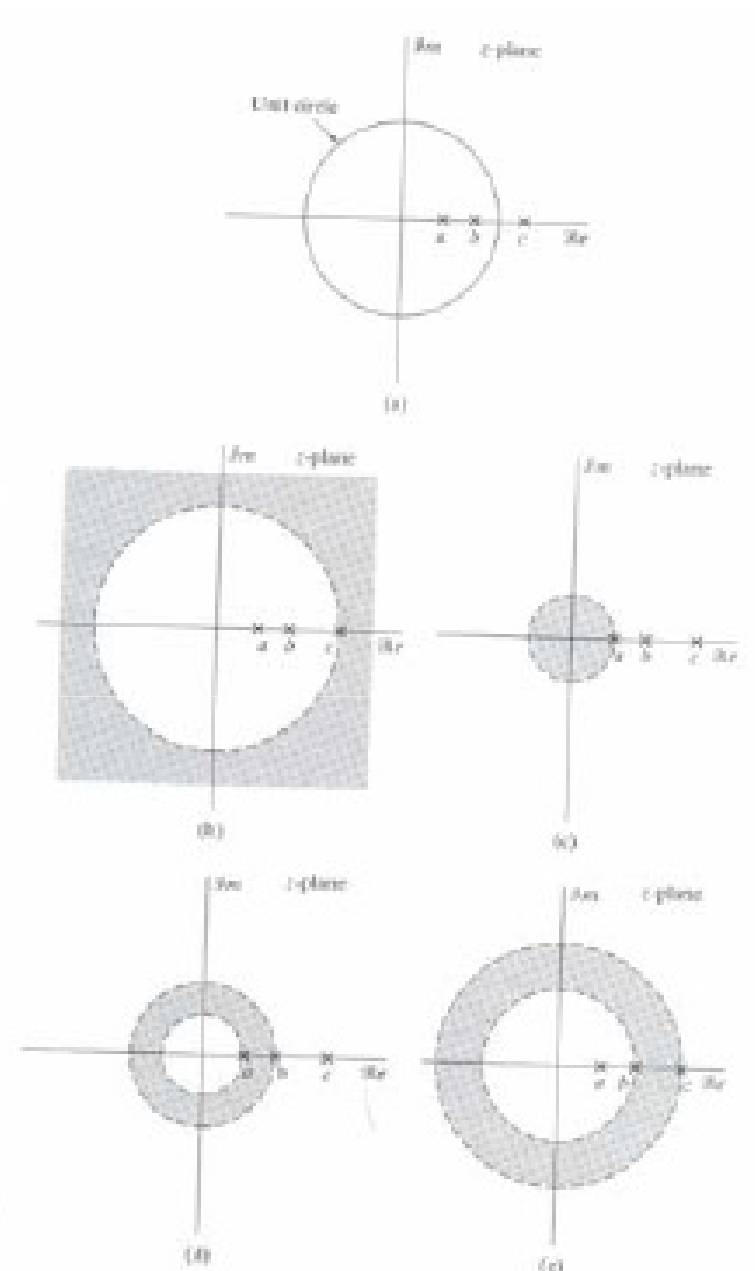 Im z-plane
Unit circle
a b c Re
(a)
Im z-plane
Im z-plane
a b c Re
a b c Re
(b)
(c)
Im z-plane
Im z-plane
a b c Re
a b c Re
(d)
(e)